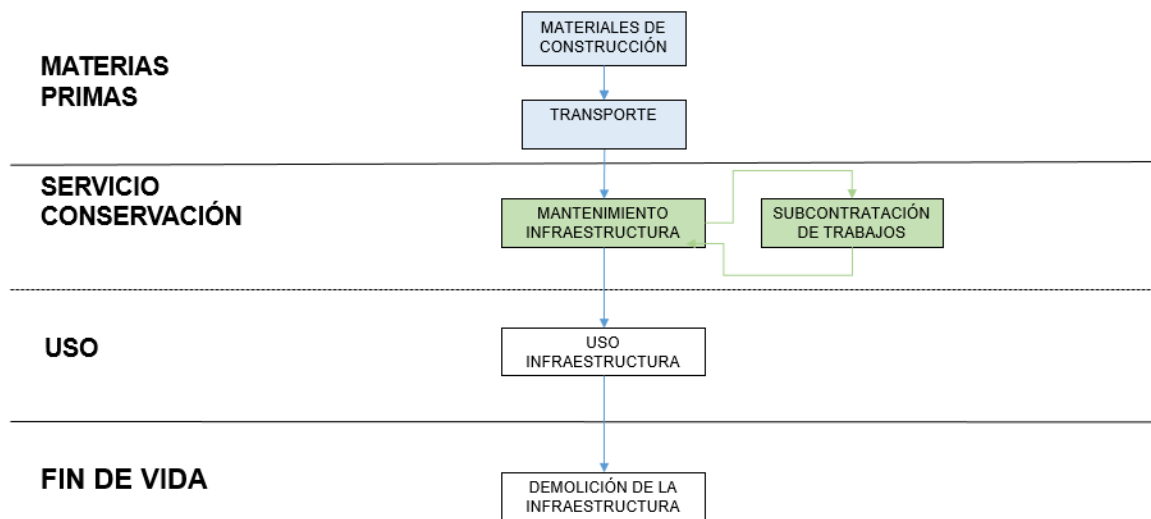 MATERIALES DE
CONSTRUCCIÓN
MATERIAS
PRIMAS
TRANSPORTE
SERVICIO
CONSERVACIÓN
MANTENIMIENTO
INFRAESTRUCTURA
SUBCONTRATACIÓN
DE TRABAJOS
USO
USO
INFRAESTRUCTURA
FIN DE VIDA
DEMOLICIÓN DE LA
INFRAESTRUCTURA